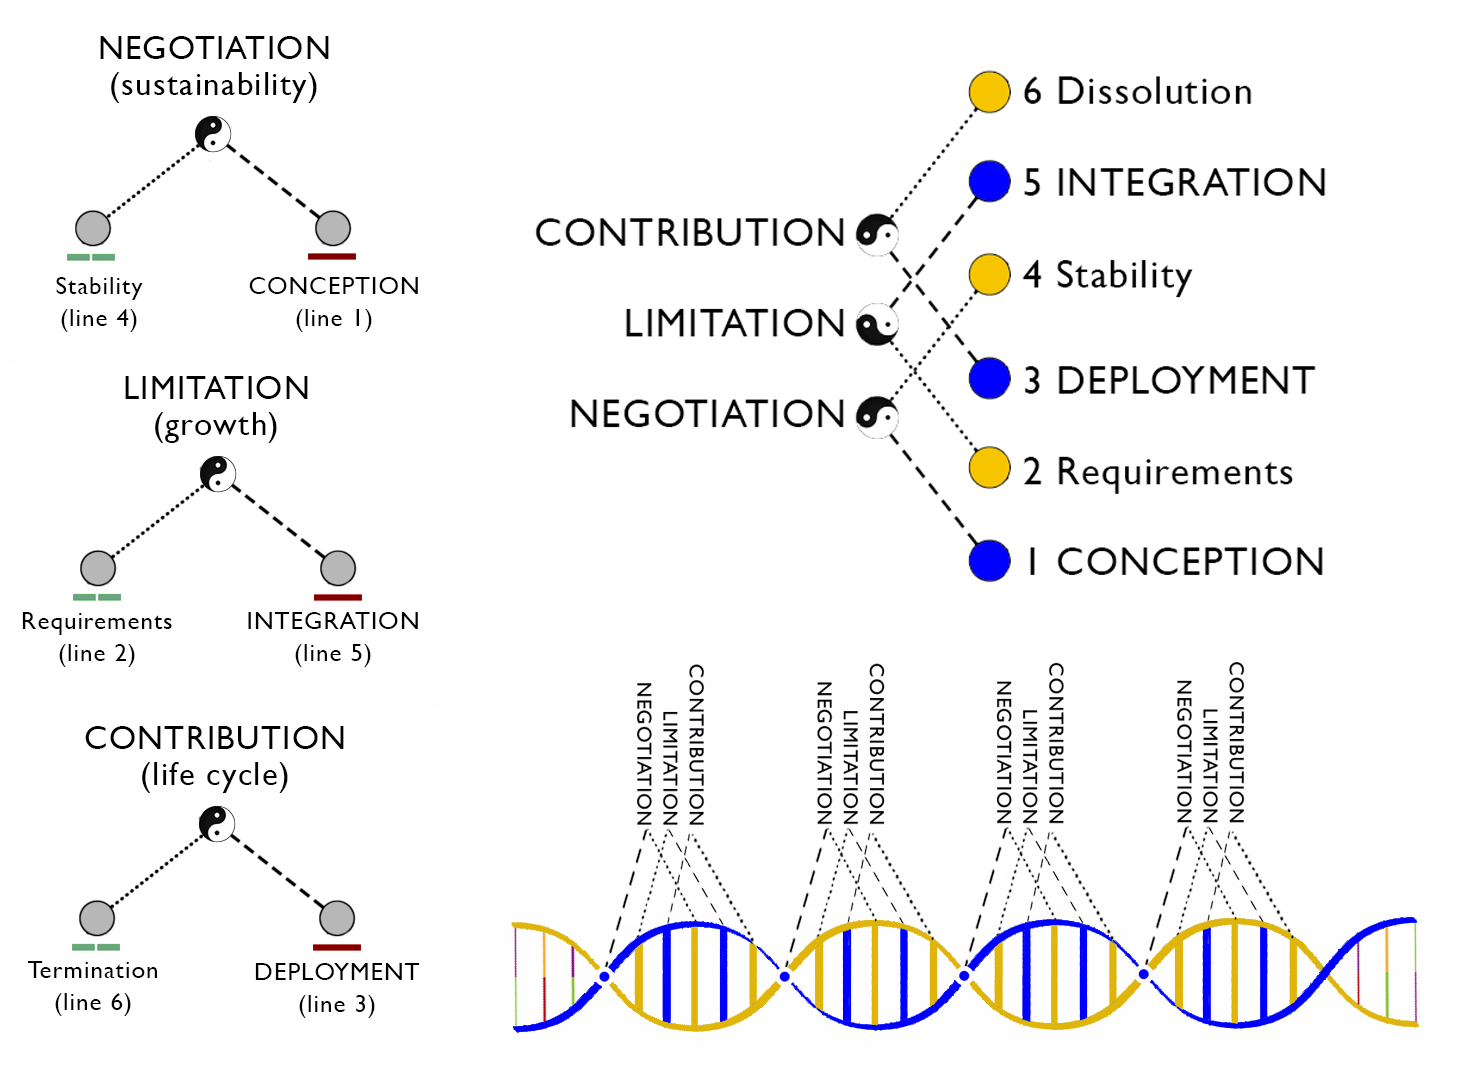 NEGOTIATION
(sustainability)
Stability
(line 4)
CONCEPTION
(line 1)
LIMITATION
(growth)
Requirements
(line 2)
INTEGRATION
(line 5)
CONTRIBUTION
(life cycle)
Termination
(line 6)
DEPLOYMENT
(line 3)
6 Dissolution
5 INTEGRATION
CONTRIBUTION
4 Stability
LIMITATION
3 DEPLOYMENT
NEGOTIATION
2 Requirements
1 CONCEPTION
NEGOTIATION
LIMITATION
CONTRIBUTION
NEGOTIATION
LIMITATION
CONTRIBUTION
NEGOTIATION
LIMITATION
CONTRIBUTION
NEGOTIATION
LIMITATION
CONTRIBUTION